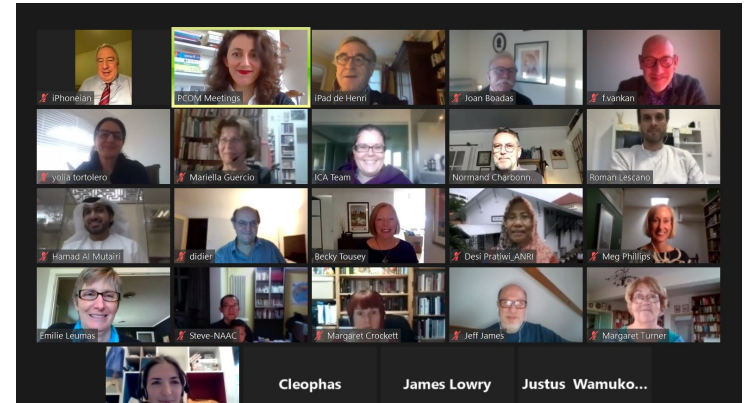 iPhoneian
PCOM Meetings
iPad de Henri
Joan Boadas
f.vankan
yolia tortolero
Mariella Guercio
ICA Team
Normand Charbonn...
Roman Lescano
Hamad Al Mutairi
didier
Becky Tousey
Desi Pratiwi_ANRI
Meg Phillips
Emilie Leumas
Steve-NAAC
Margaret Crockett
Jeff James
Margaret Turner
Cleophas
James Lowry
Justus Wamuko...